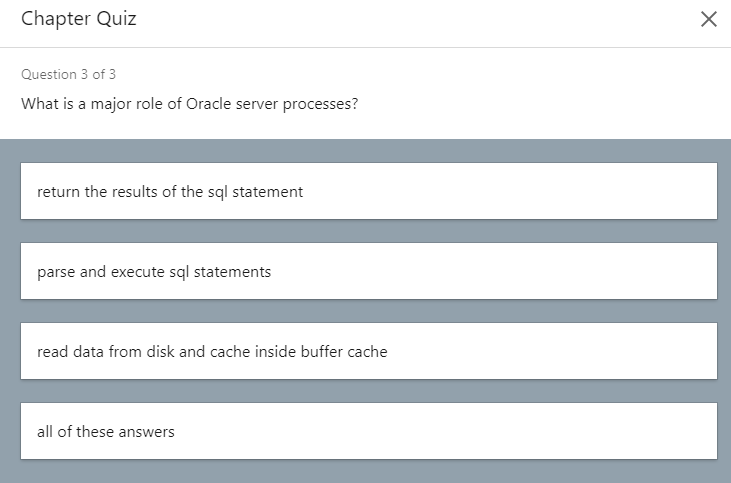 Chapter Quiz
Question 3 of 3
What is a major role of Oracle server processes?
return the results of the sql statement
parse and execute sql statements
read data from disk and cache inside buffer cache
all of these answers